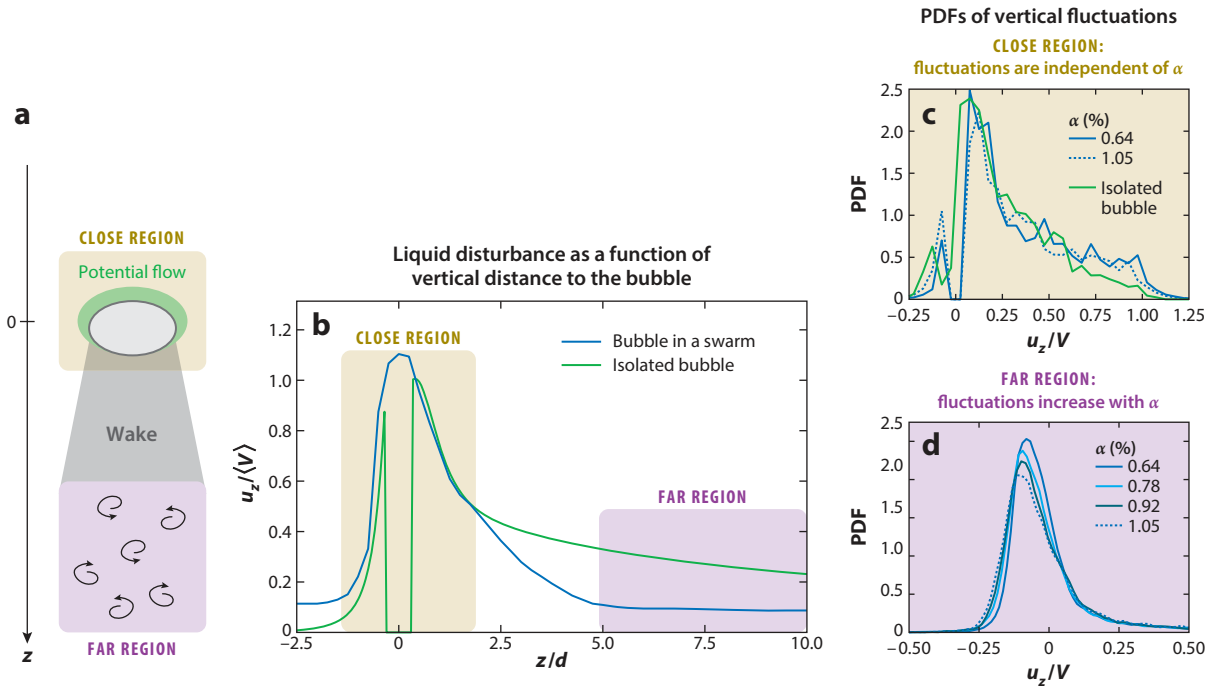 a
0
z
CLOSE REGION
Potential flow
Wake
FAR REGION
Liquid disturbance as a function of
vertical distance to the bubble
b
CLOSE REGION
Bubble in a swarm
Isolated bubble
FAR REGION
u_z/⟨V⟩
1.2
1.0
0.8
0.6
0.4
0.2
0
−2.5
0
2.5
5.0
7.5
10.0
z/d
PDFs of vertical fluctuations
CLOSE REGION:
fluctuations are independent of α
c
α (%)
0.64
1.05
Isolated
bubble
PDF
2.5
2.0
1.5
1.0
0.5
0
−0.25
0
0.25
0.50
0.75
1.00
1.25
u_z/V
FAR REGION:
fluctuations increase with α
d
α (%)
0.64
0.78
0.92
1.05
PDF
2.5
2.0
1.5
1.0
2.5
0
−0.50
−0.25
0
0.25
0.50
u_z/V